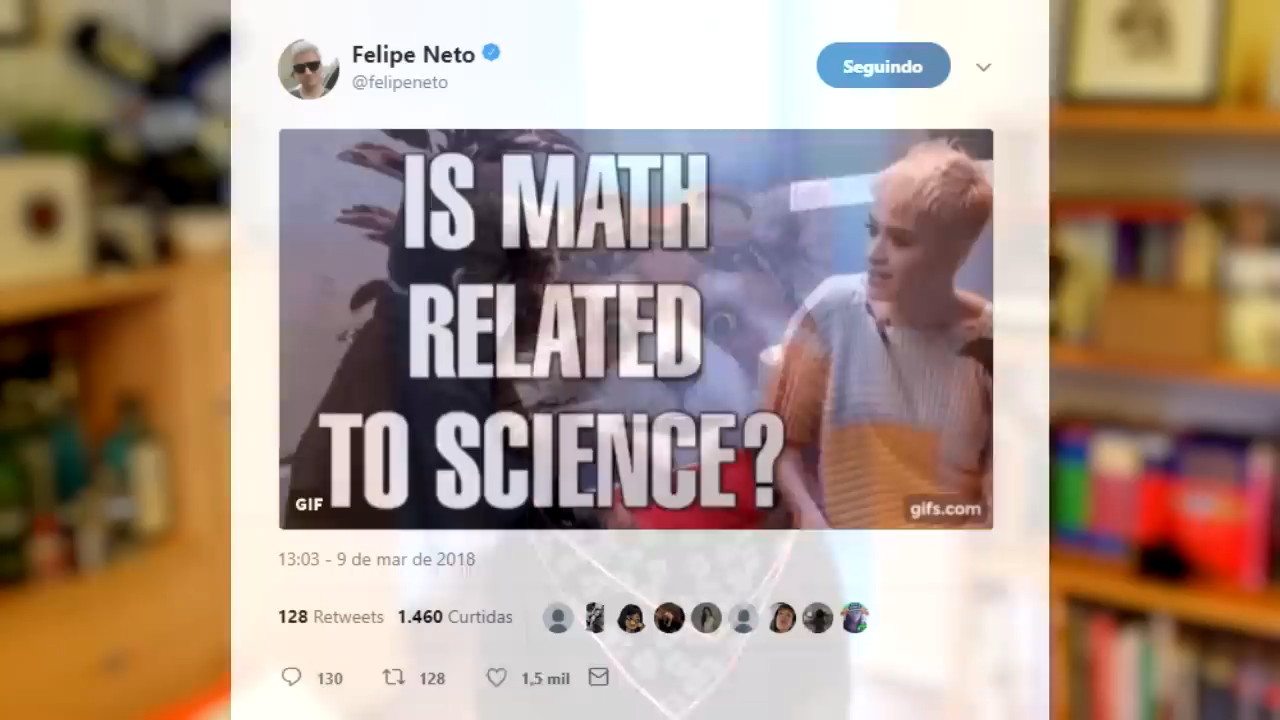 Felipe Neto
@felipeneto
Seguindo
IS MATH
RELATED
TO SCIENCE?
GIF
gifs.com
13:03 - 9 de mar de 2018
128 Retweets 1.460 Curtidas
130 128 1,5 mil